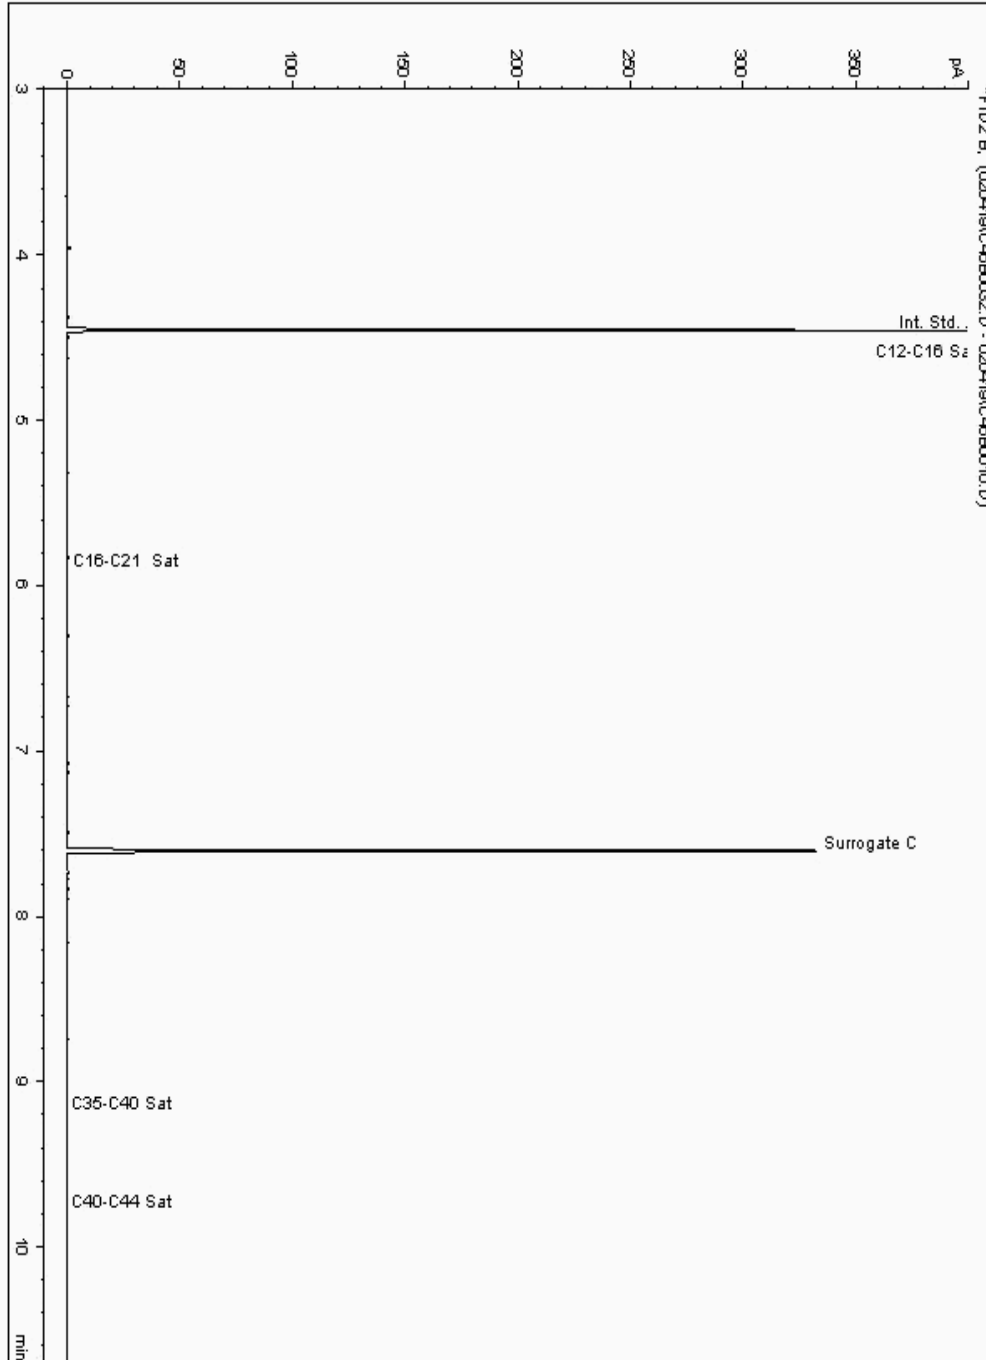 0
50
100
150
200
250
300
350
pA
3
4
Int. Std. .
C12-C16 Sa
5
C16-C21 Sat
6
7
Surrogate C
8
9
C35-C40 Sat
C40-C44 Sat
10
min